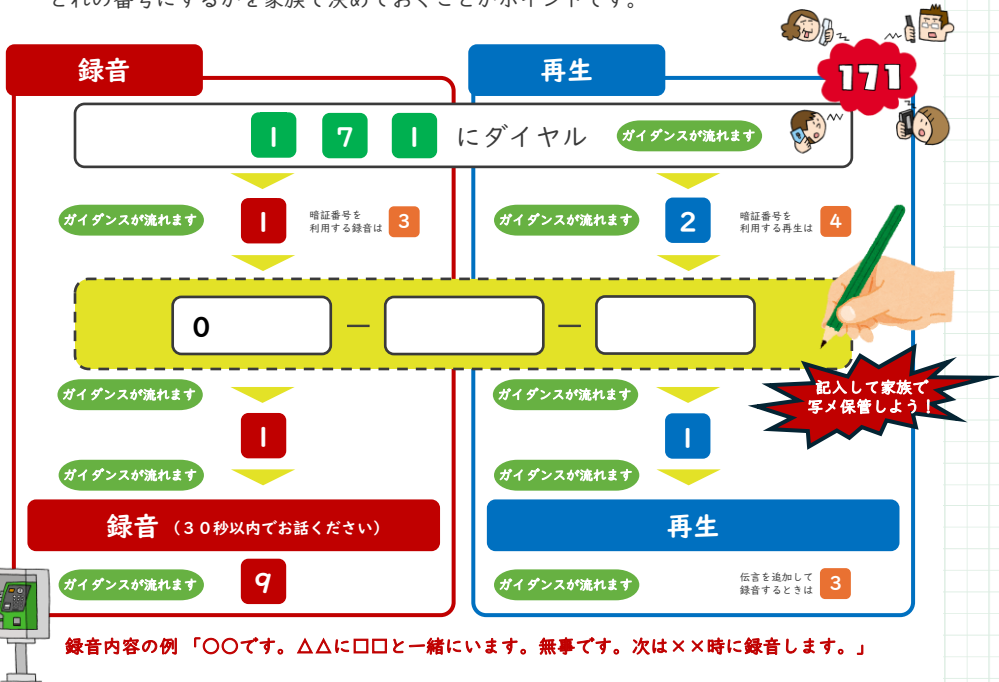 どれの番号にするかを家族で決めておくことがポイントです。
録音
再生
171
1 7 1 にダイヤル ガイダンスが流れます
ガイダンスが流れます
1
暗証番号を
利用する録音は
3
ガイダンスが流れます
2
暗証番号を
利用する再生は
4
0 － －
記入して家族で
写メ保管しよう！
ガイダンスが流れます
1
ガイダンスが流れます
録音（３０秒以内でお話ください）
ガイダンスが流れます
9
ガイダンスが流れます
1
ガイダンスが流れます
再生
ガイダンスが流れます
伝言を追加して
録音するときは
3
録音内容の例 「〇〇です。△△に□□と一緒にいます。無事です。次は××時に録音します。」